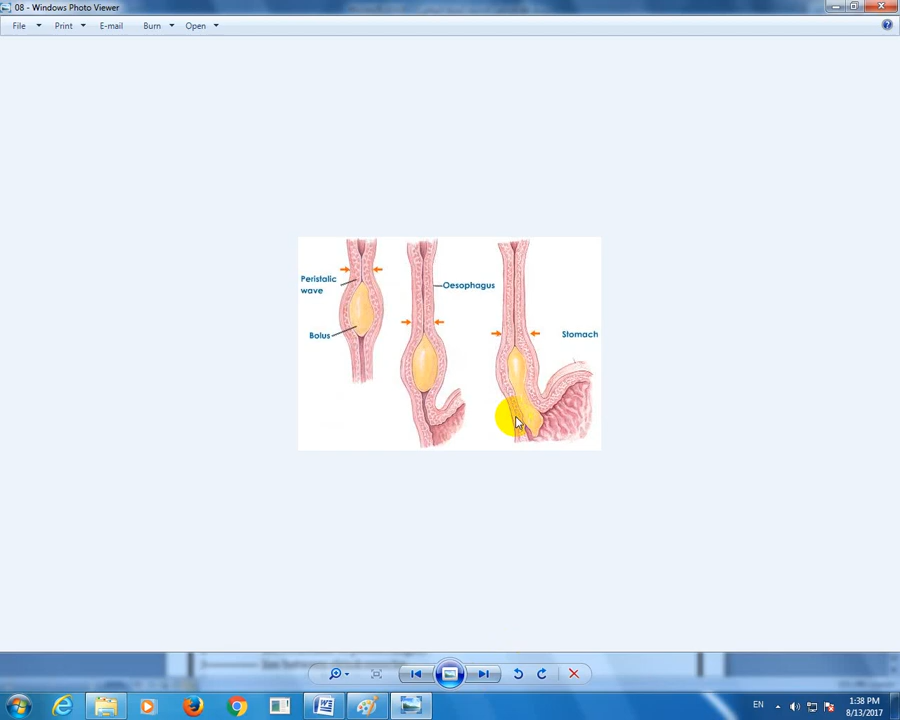 08 - Windows Photo Viewer
File Print E-mail Burn Open
Peristalic
wave
Oesophagus
Bolus
Stomach
EN
1:38 PM
8/13/2017